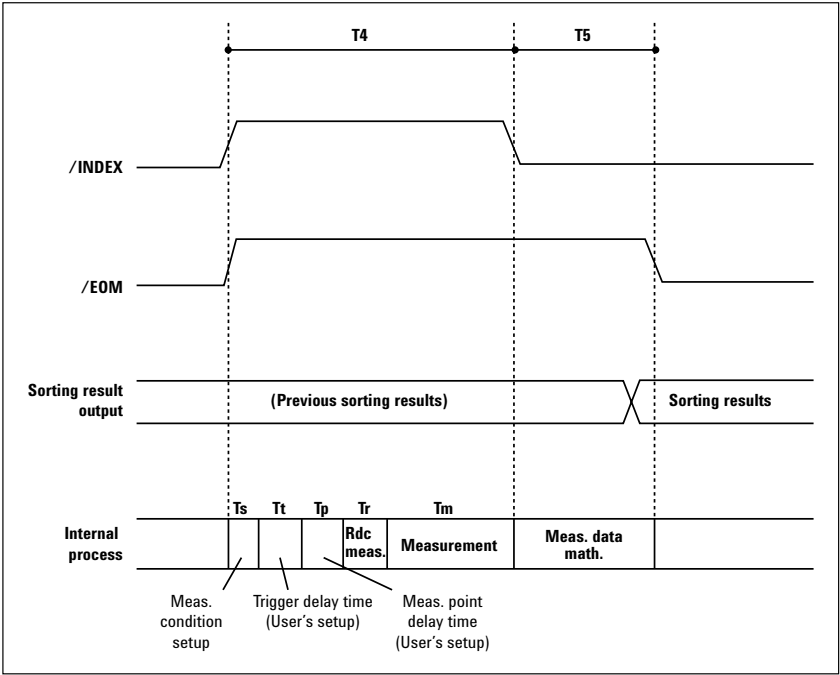 T4 T5
/INDEX
/EOM
Sorting result
output
(Previous sorting results) Sorting results
Ts Tt Tp Tr Tm
Internal
process
Rdc
meas.
Measurement
Meas. data
math.
Meas.
condition
setup
Trigger delay time
(User's setup)
Meas. point
delay time
(User's setup)